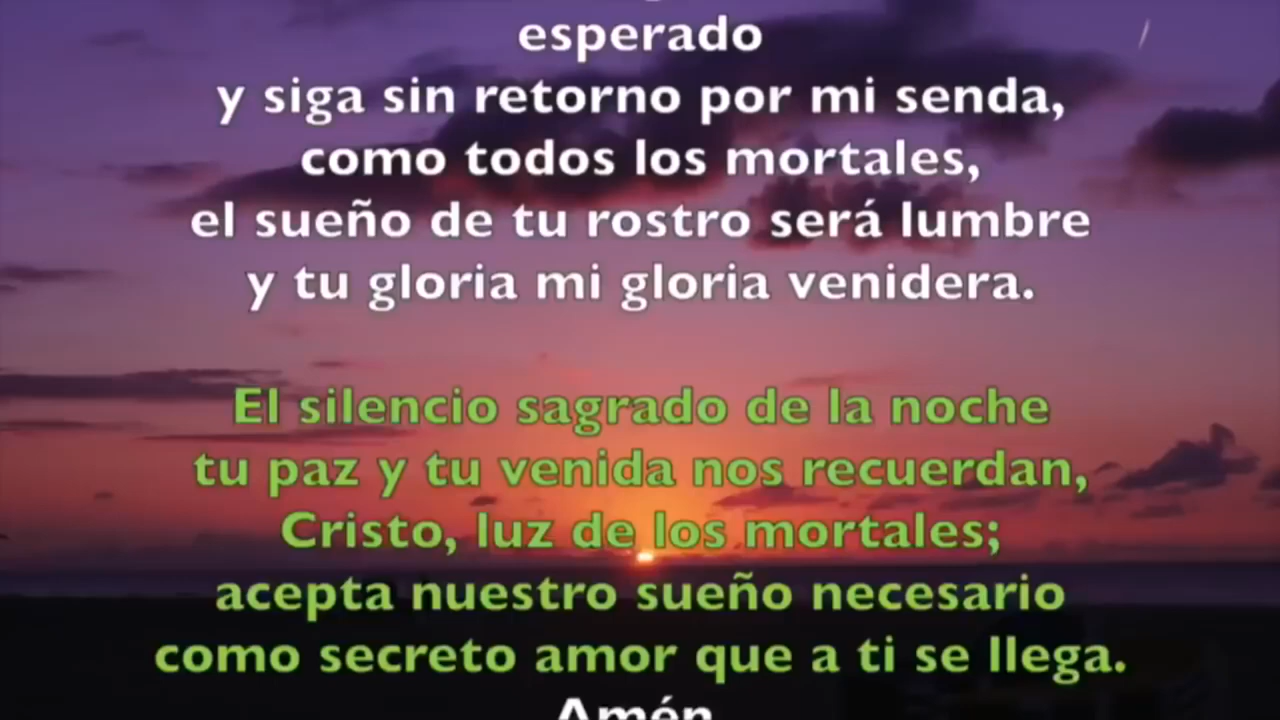 esperado
y siga sin retorno por mi senda,
como todos los mortales,
el sueño de tu rostro será lumbre
y tu gloria mi gloria venidera.
El silencio sagrado de la noche
tu paz y tu venida nos recuerdan,
Cristo, luz de los mortales;
acepta nuestro sueño necesario
como secreto amor que a ti se llega.
Amén